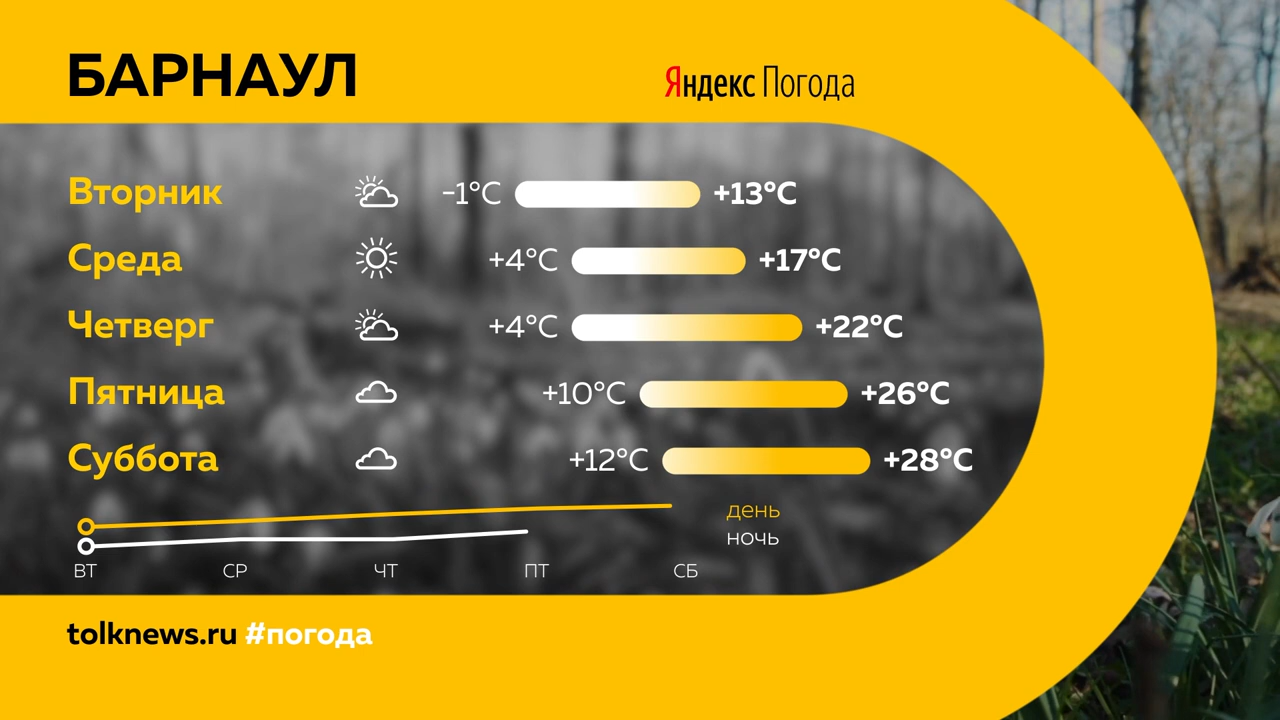 БАРНАУЛ
Яндекс Погода
Вторник -1°C +13°C
Среда +4°C +17°C
Четверг +4°C +22°C
Пятница +10°C +26°C
Суббота +12°C +28°C
день
ночь
ВТ СР ЧТ ПТ СБ
tolknews.ru #погода